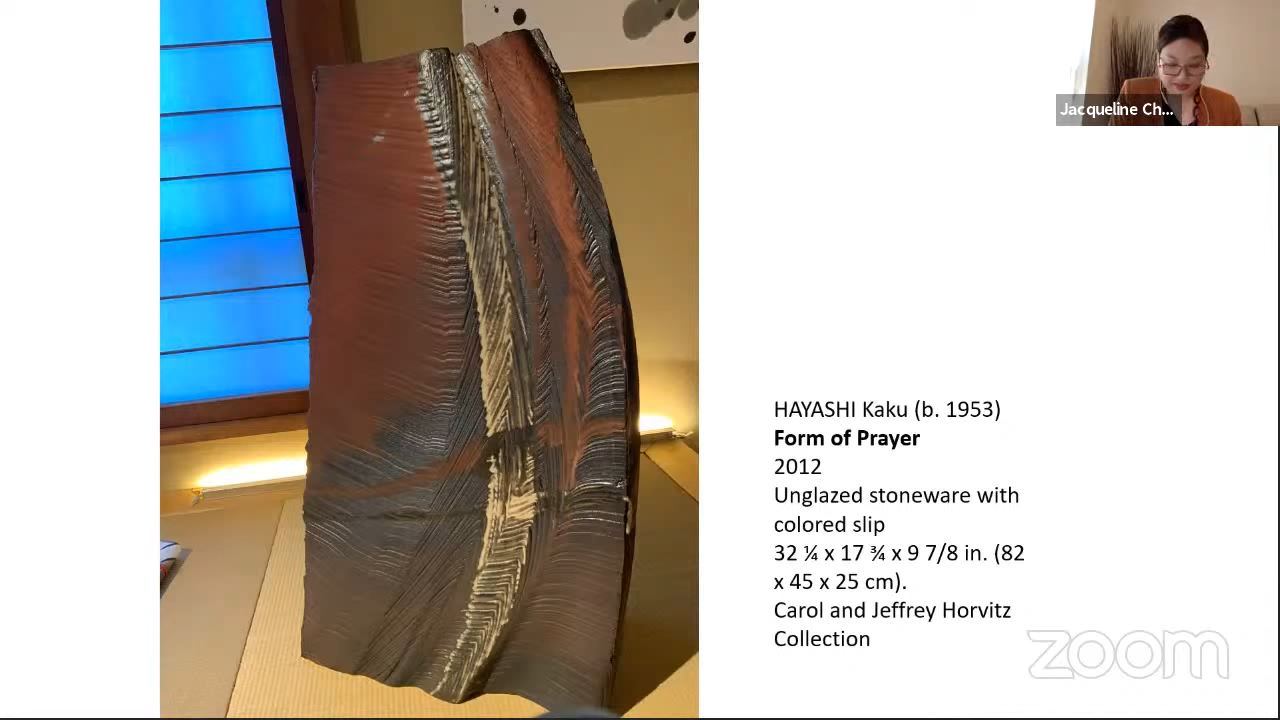 Jacqueline Ch...
HAYASHI Kaku (b. 1953)
Form of Prayer
2012
Unglazed stoneware with
colored slip
32 ¼ x 17 ¾ x 9 7/8 in. (82
x 45 x 25 cm).
Carol and Jeffrey Horvitz
Collection
zoom